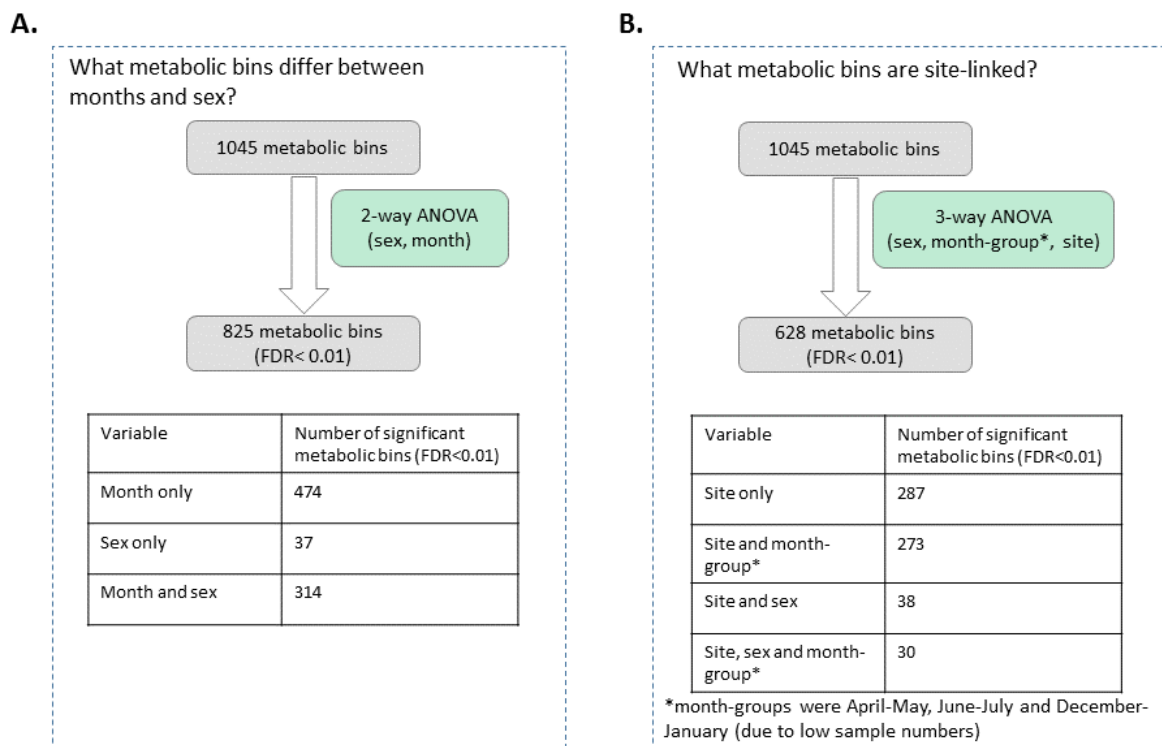 A.
What metabolic bins differ between
months and sex?
1045 metabolic bins
2-way ANOVA
(sex, month)
825 metabolic bins
(FDR< 0.01)
Variable
Number of significant
metabolic bins (FDR<0.01)
Month only
474
Sex only
37
Month and sex
314
B.
What metabolic bins are site-linked?
1045 metabolic bins
3-way ANOVA
(sex, month-group*, site)
628 metabolic bins
(FDR< 0.01)
Variable
Number of significant
metabolic bins (FDR<0.01)
Site only
287
Site and month-
group*
273
Site and sex
38
Site, sex and month-
group*
30
*month-groups were April-May, June-July and December-
January (due to low sample numbers)